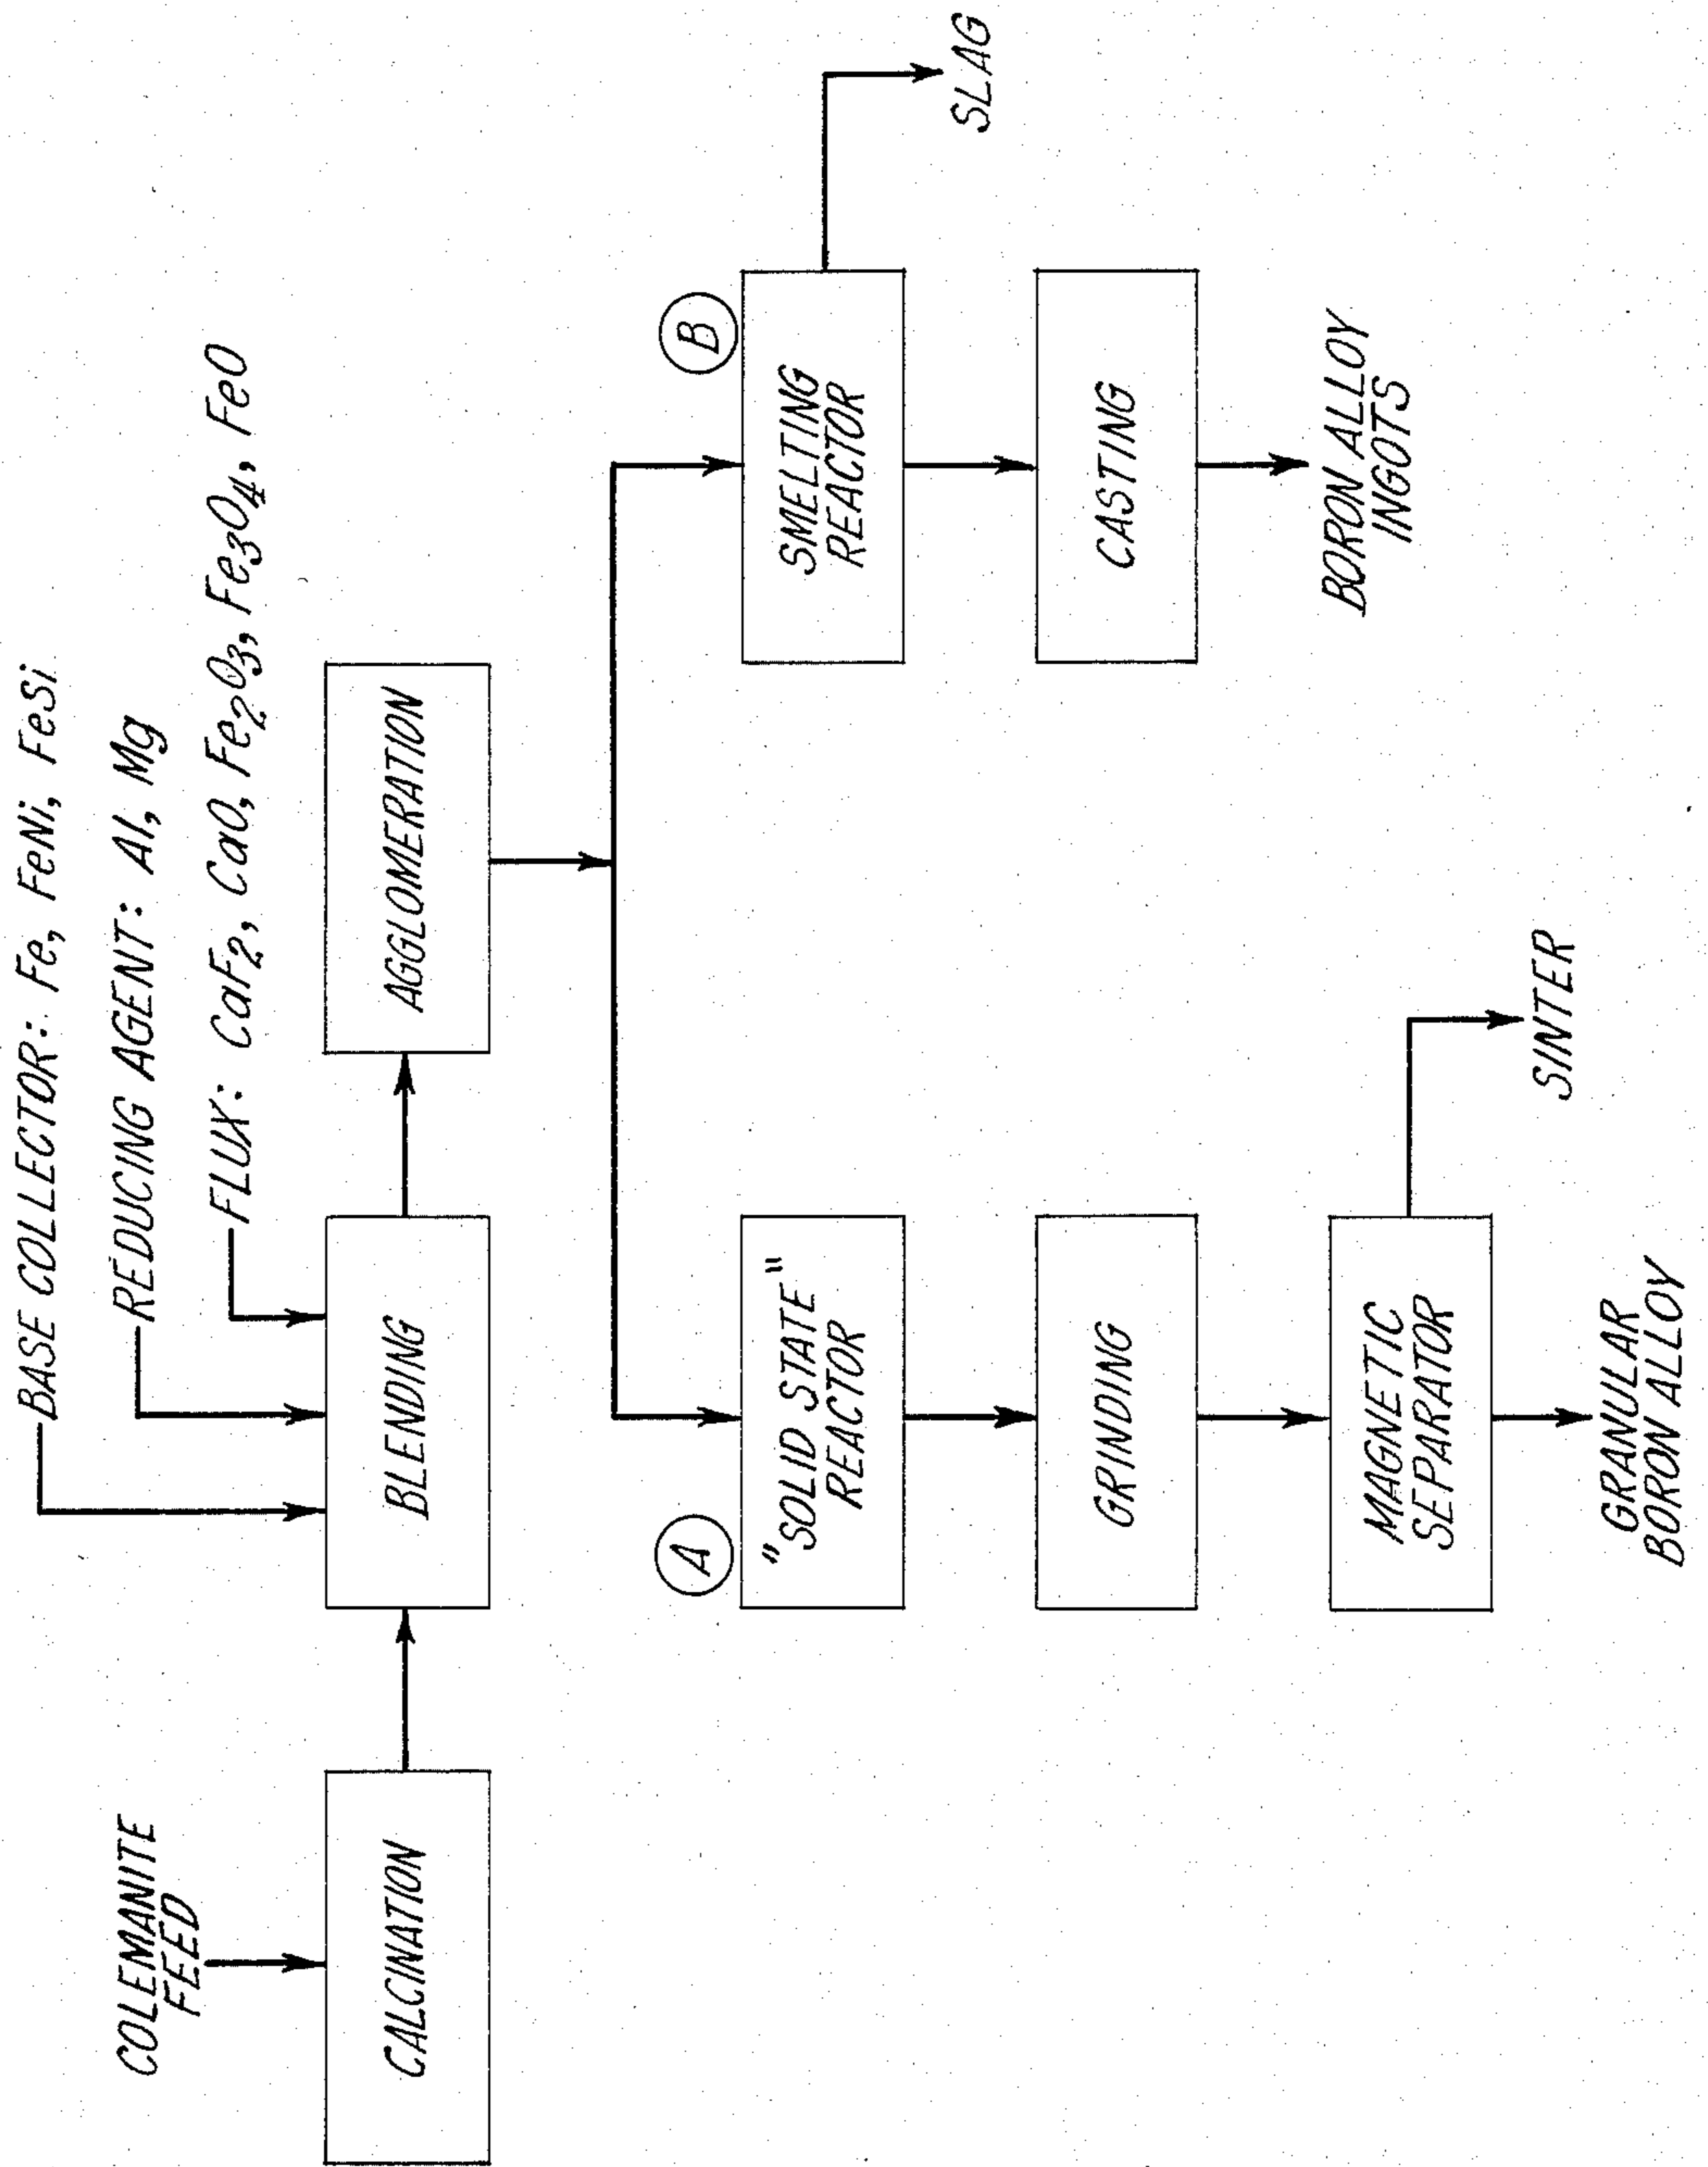 BASE COLLECTOR: Fe, FeNi, FeSi
REDUCING AGENT: Al, Mg
FLUX: CaF2, CaO, Fe2O3, Fe3O4, FeO
COLEMANITE
FEED
CALCINATION
BLENDING
AGGLOMERATION
A
"SOLID STATE"
REACTOR
GRINDING
MAGNETIC
SEPARATOR
SINTER
GRANULAR
BORON ALLOY
B
SMELTING
REACTOR
SLAG
CASTING
BORON ALLOY
INGOTS